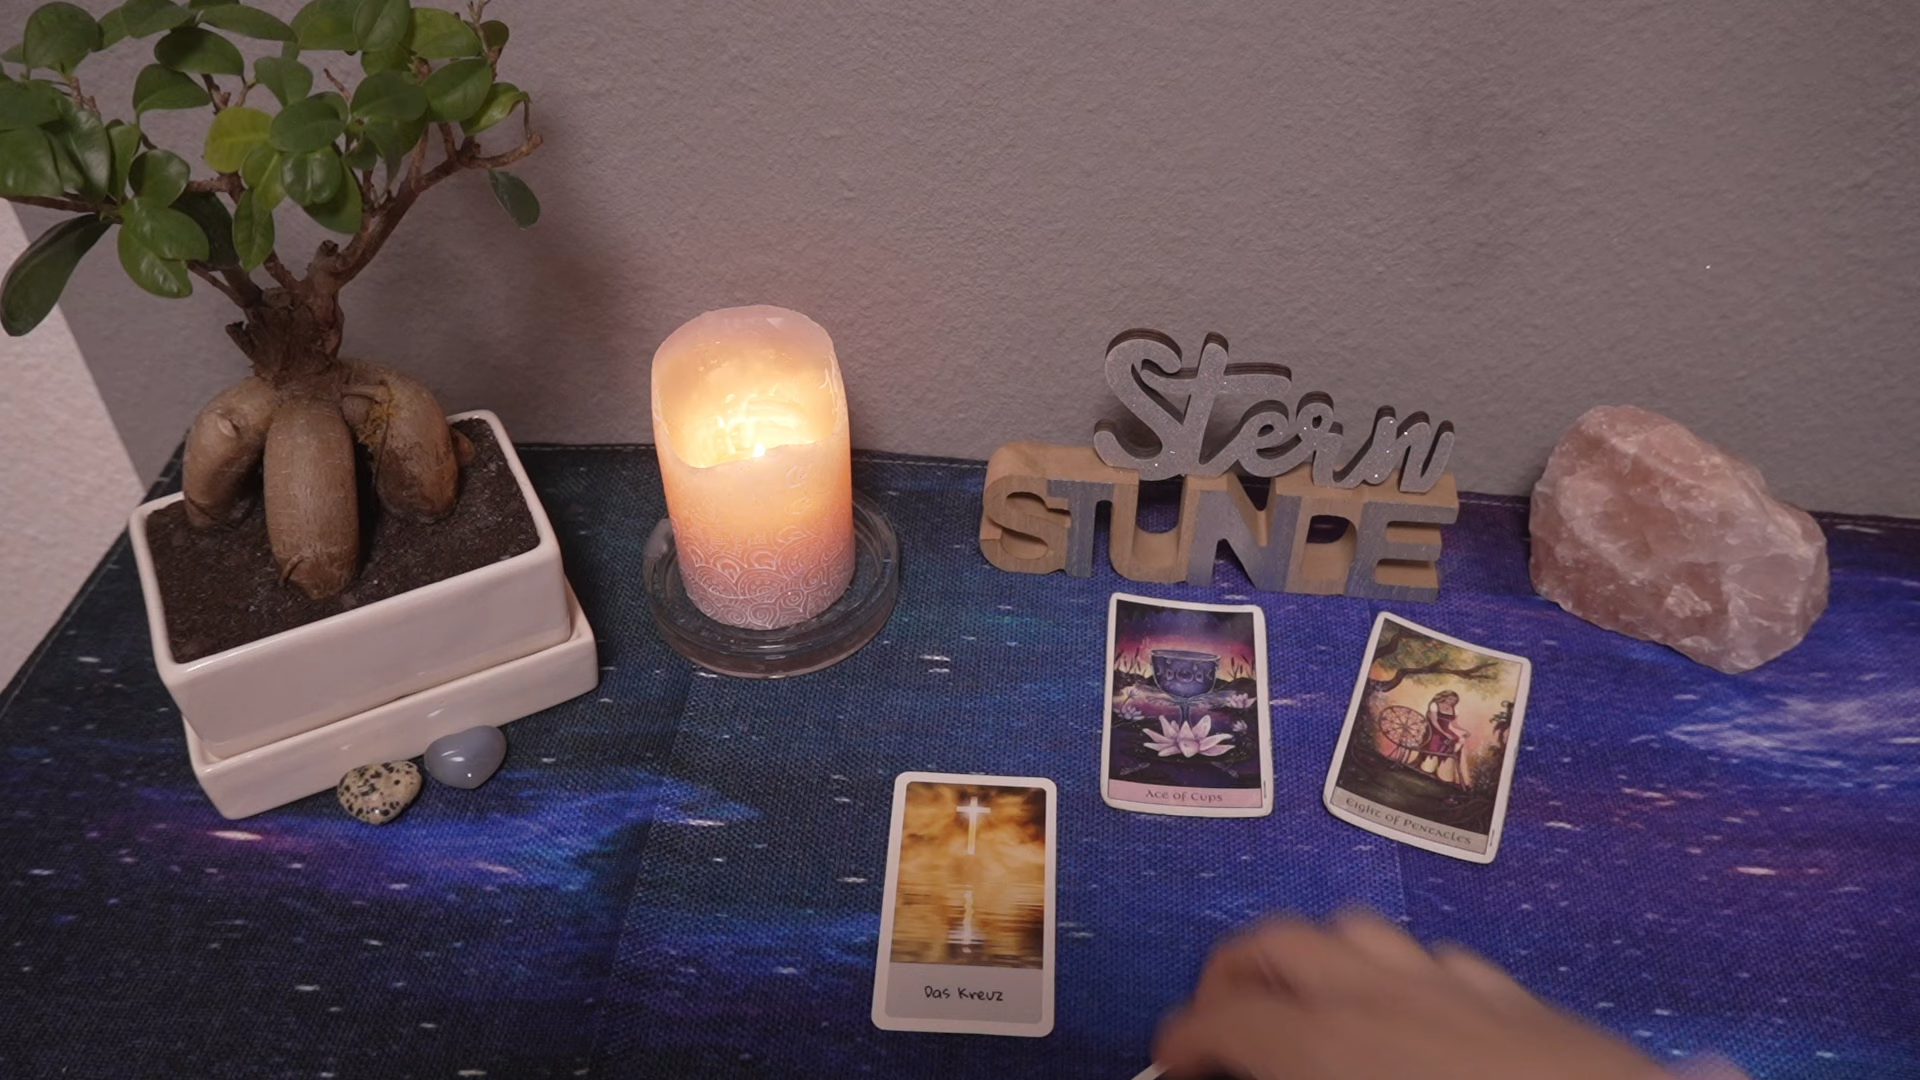 Stern
STUNDE
Ace of Cups
Eight of Pentacles
Das Kreuz